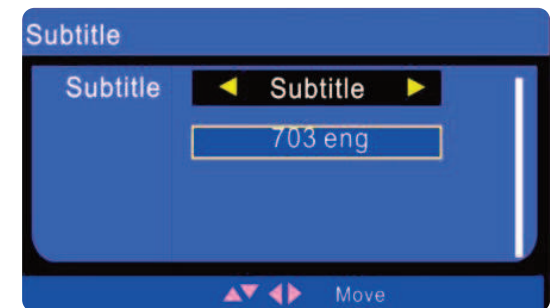 Subtitle
Subtitle ◀ Subtitle ▶
703 eng
▲▼ ◀▶ Move